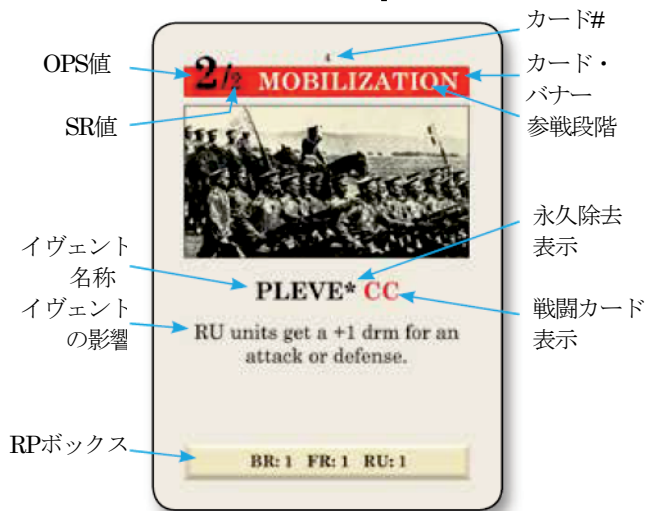 カード#
OPS値
4
2/2 MOBILIZATION
カード・
バナー
参戦段階
SR値
永久除去
表示
イヴェント
名称
PLEVE* CC
戦闘カード
表示
イヴェント
の影響
RU units get a +1 drm for an
attack or defense.
RPボックス
BR: 1 FR: 1 RU: 1